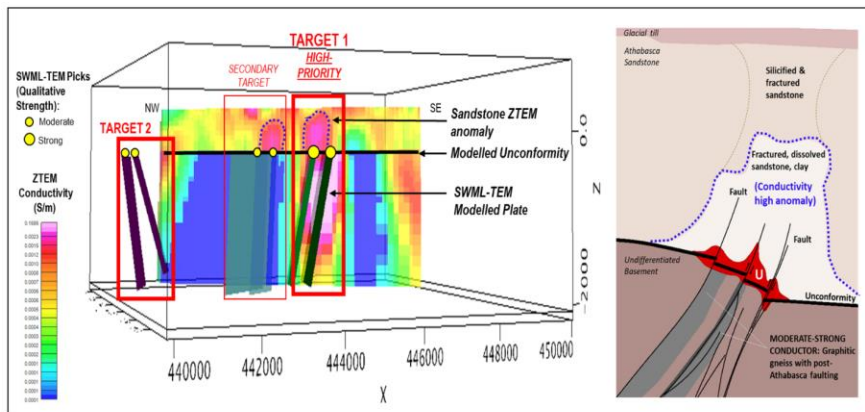 SWML-TEM Picks
(Qualitative
Strength):
Moderate
Strong
ZTEM
Conductivity
(S/m)
TARGET 2
NW
SECONDARY
TARGET
TARGET 1
HIGH-
PRIORITY
SE
Sandstone ZTEM
anomaly
Modelled Unconformity
SWML-TEM
Modelled Plate
0.0
N
-2000
440000
442000
444000
446000
448000
450000
X
Glacial till
Athabasca
Sandstone
Silicified &
fractured
sandstone
Fractured, dissolved
sandstone, clay
Fault
(Conductivity
high anomaly)
Fault
Undifferentiated
Basement
U
Unconformity
MODERATE-STRONG
CONDUCTOR: Graphitic
gneiss with post-
Athabasca faulting